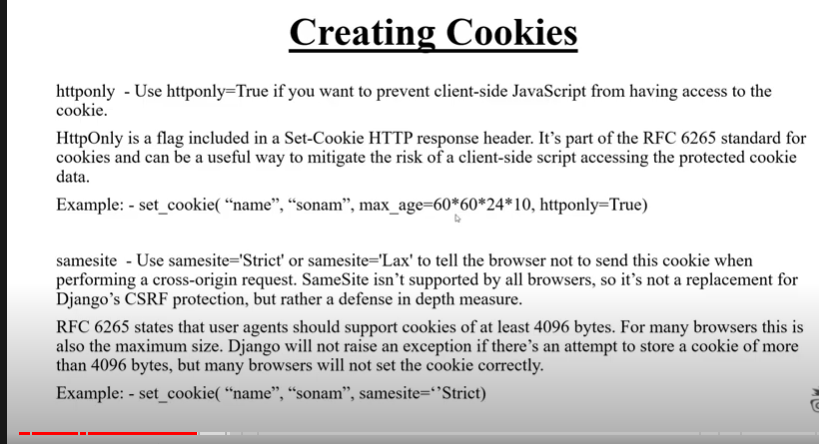 Creating Cookies
httponly - Use httponly=True if you want to prevent client-side JavaScript from having access to the
cookie.
HttpOnly is a flag included in a Set-Cookie HTTP response header. It’s part of the RFC 6265 standard for
cookies and can be a useful way to mitigate the risk of a client-side script accessing the protected cookie
data.
Example: - set_cookie( “name”, “sonam”, max_age=60*60*24*10, httponly=True)
samesite - Use samesite='Strict' or samesite='Lax' to tell the browser not to send this cookie when
performing a cross-origin request. SameSite isn’t supported by all browsers, so it’s not a replacement for
Django’s CSRF protection, but rather a defense in depth measure.
RFC 6265 states that user agents should support cookies of at least 4096 bytes. For many browsers this is
also the maximum size. Django will not raise an exception if there’s an attempt to store a cookie of more
than 4096 bytes, but many browsers will not set the cookie correctly.
Example: - set_cookie( “name”, “sonam”, samesite=‘’Strict)